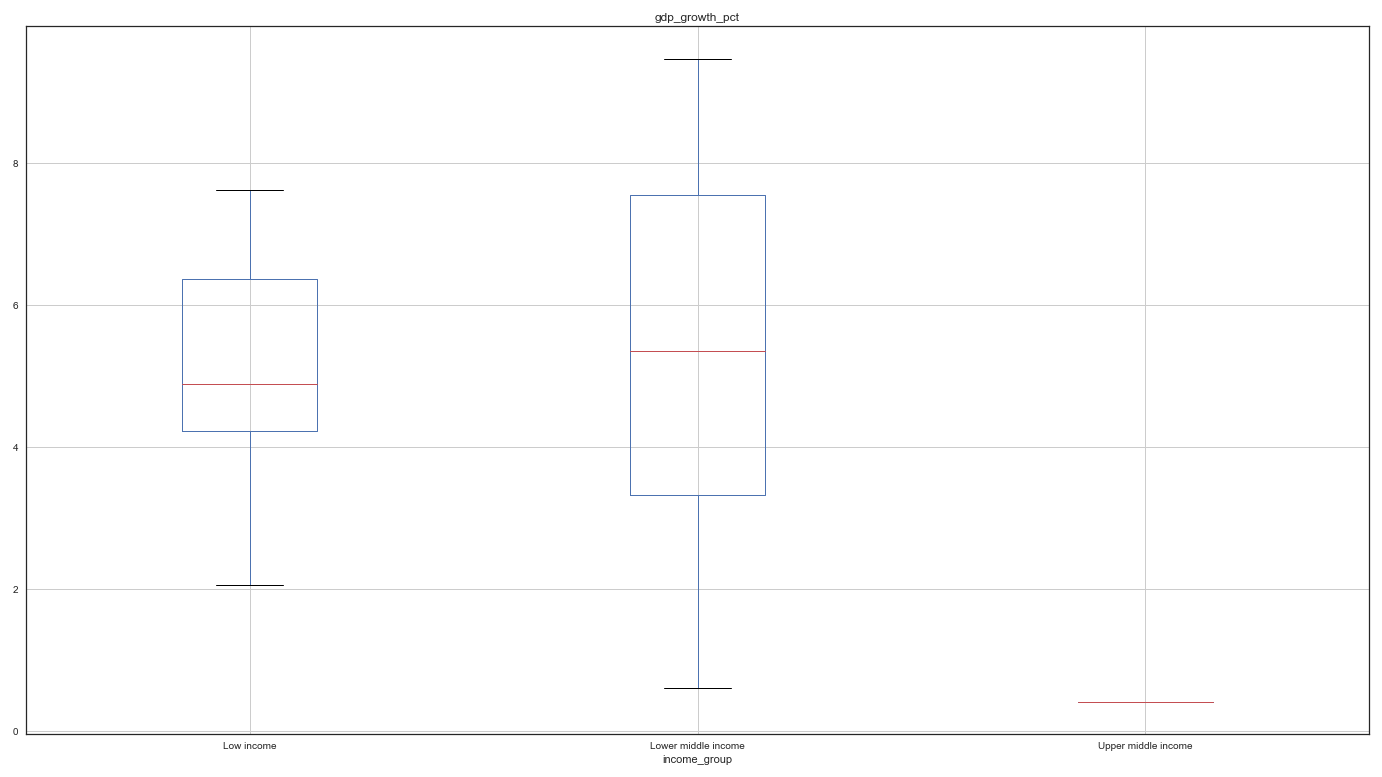 gdp_growth_pct
8
6
4
2
0
Low income
Lower middle income
Upper middle income
income_group